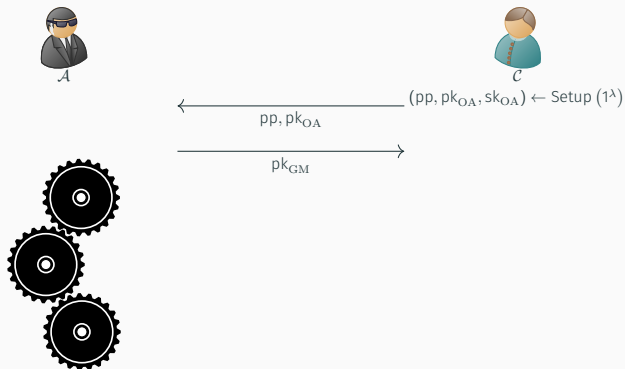 𝒜
𝒞
(pp, pk_OA, sk_OA) ← Setup (1^λ)
pp, pk_OA
pk_GM